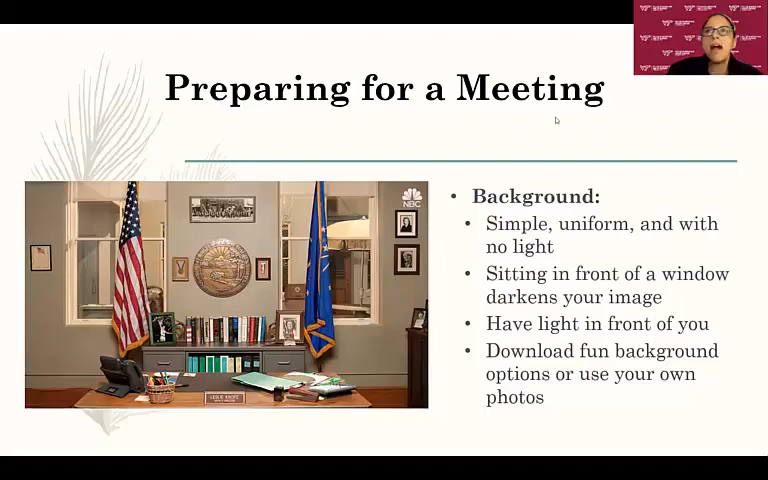 Preparing for a Meeting
NBC
LESLIE KNOPE
• Background:
• Simple, uniform, and with
no light
• Sitting in front of a window
darkens your image
• Have light in front of you
• Download fun background
options or use your own
photos